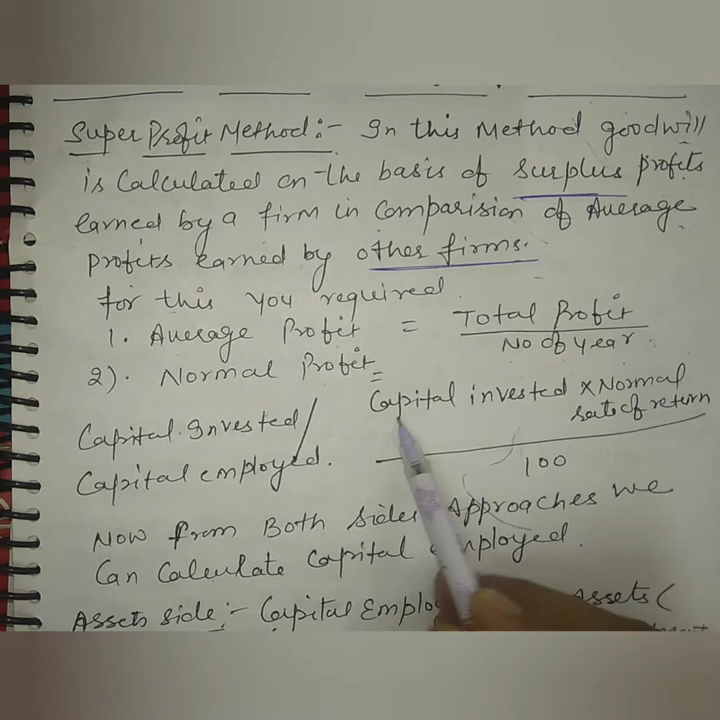 Super Profit Method:- In this Method goodwill
is Calculated on the basis of surplus profits
earned by a firm in Comparision of Average
profits earned by other firms.
for this you required
1. Average Profit = Total Profit
No of year.
2). Normal Profit =
Capital invested × Normal
rate of return
100
Capital Invested /
Capital employed.
Now from Both Sides Approaches we
Can Calculate Capital employed.
Assets side:- Capital Emplo Assets (